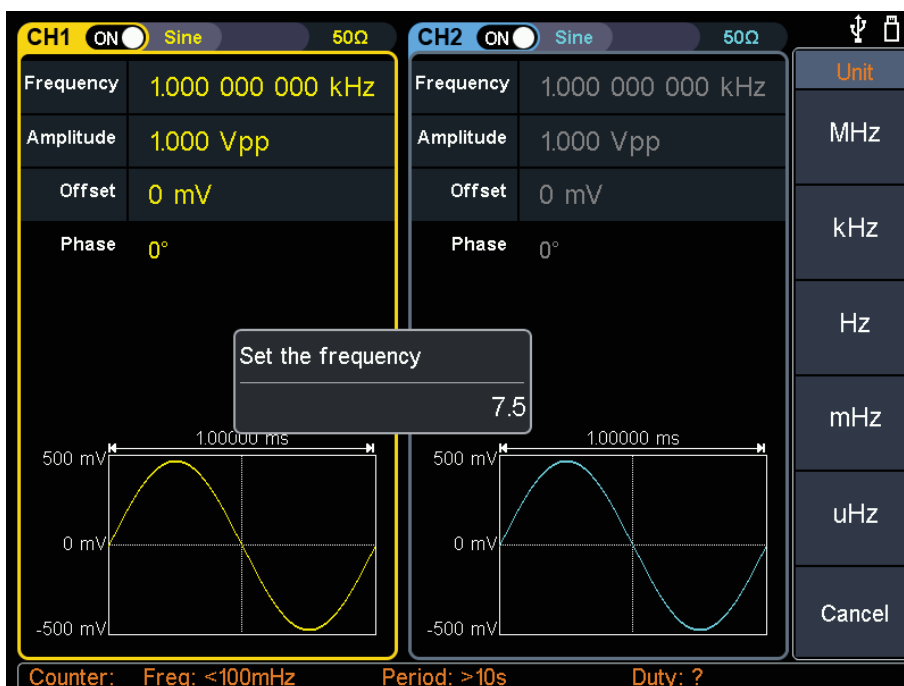 CH1 ON Sine 50Ω
Frequency 1.000 000 000 kHz
Amplitude 1.000 Vpp
Offset 0 mV
Phase 0°
CH2 ON Sine 50Ω
Frequency 1.000 000 000 kHz
Amplitude 1.000 Vpp
Offset 0 mV
Phase 0°
Set the frequency
7.5
1.00000 ms
500 mV
0 mV
-500 mV
1.00000 ms
500 mV
0 mV
-500 mV
Unit
MHz
kHz
Hz
mHz
uHz
Cancel
Counter: Freq: <100mHz Period: >10s Duty: ?